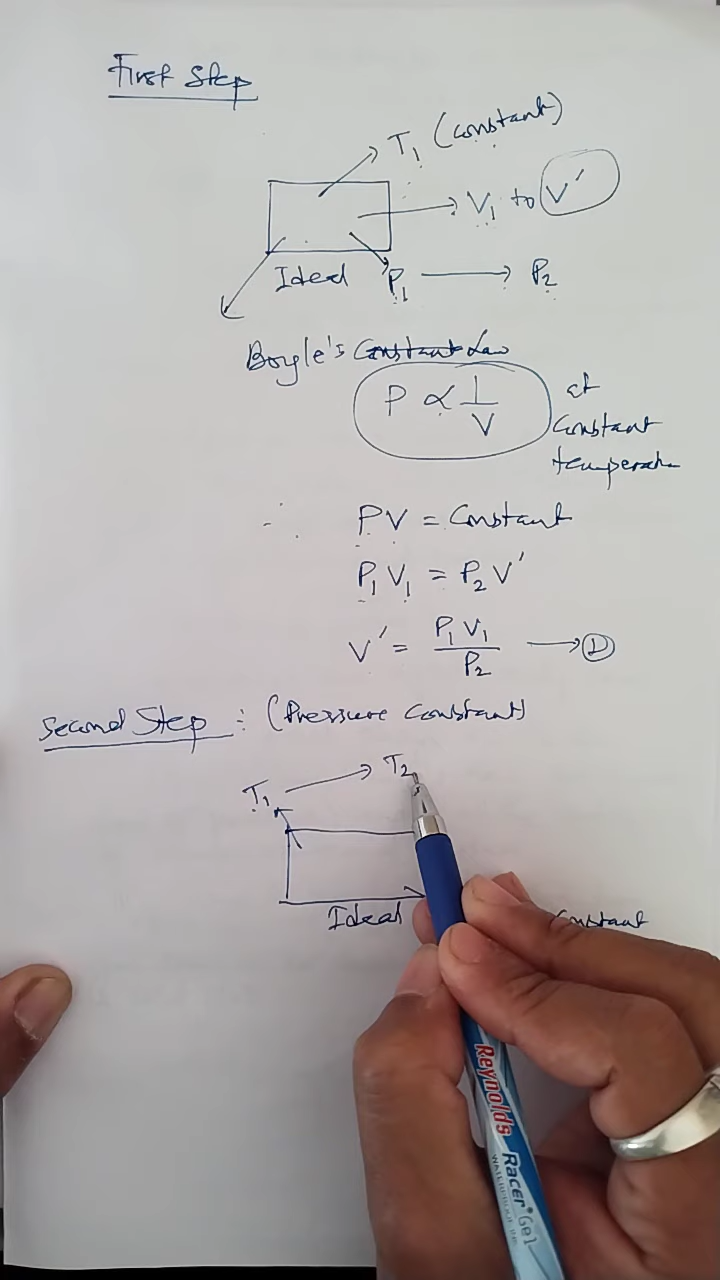 First Step
T₁ (constant)
V₁ to V′
Ideal P₁ → P₂
Boyle's Constant Law
P ∝ 1/V at
constant
temperature
∴ PV = Constant
P₁V₁ = P₂V′
V′ = P₁V₁/P₂ → ①
Second Step : (Pressure Constant)
T₁ → T₂
Ideal
Constant
Reynolds Racer Gel